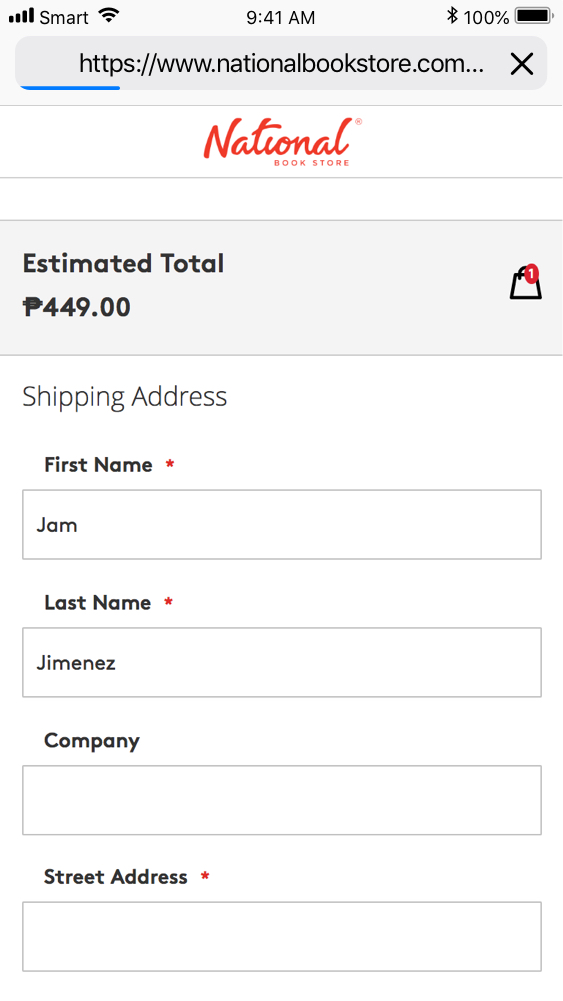 Smart 9:41 AM 100%
https://www.nationalbookstore.com...
National®
BOOK STORE
Estimated Total
₱449.00
1
Shipping Address
First Name *
Jam
Last Name *
Jimenez
Company
Street Address *